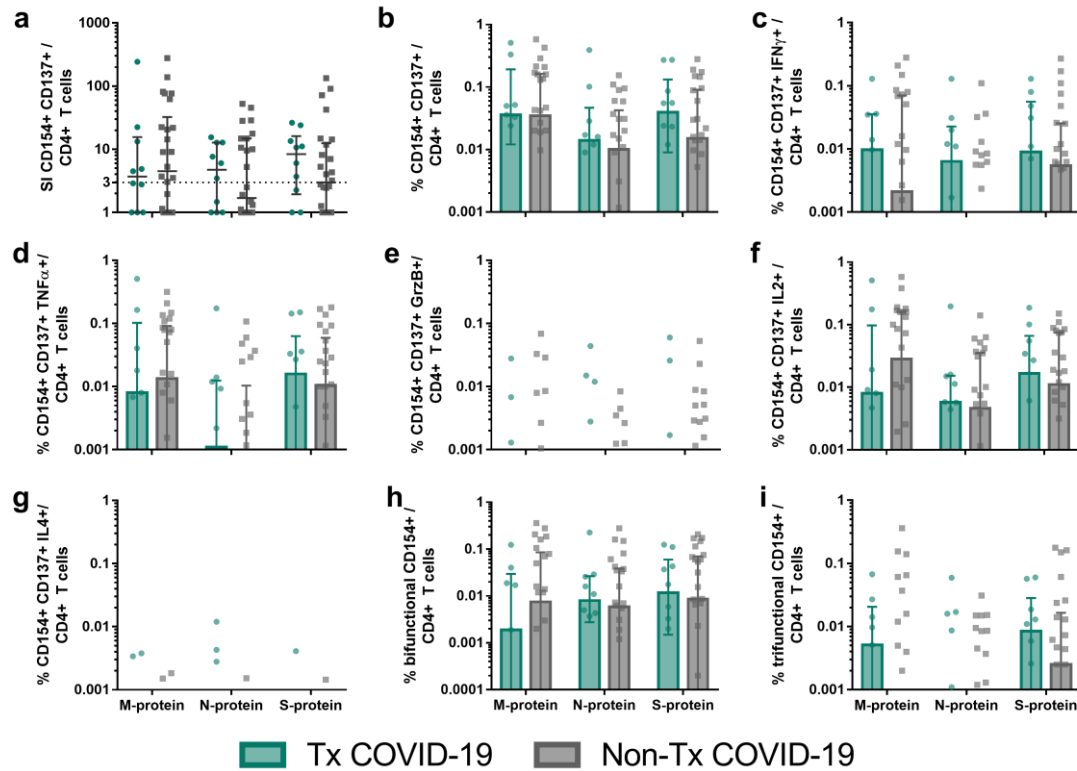 a
b
c
SI CD154+ CD137+ /
CD4+ T cells
1000
100
10
3
1
% CD154+ CD137+ /
CD4+ T cells
1
0.1
0.01
0.001
% CD154+ CD137+ IFNγ+ /
CD4+ T cells
1
0.1
0.01
0.001
d
e
f
% CD154+ CD137+ TNFα+/
CD4+ T cells
1
0.1
0.01
0.001
% CD154+ CD137+ GrzB+/
CD4+ T cells
1
0.1
0.01
0.001
% CD154+ CD137+ IL2+/
CD4+ T cells
1
0.1
0.01
0.001
g
h
i
% CD154+ CD137+ IL4+/
CD4+ T cells
1
0.1
0.01
0.001
% bifunctional CD154+ /
CD4+ T cells
1
0.1
0.01
0.001
0.0001
% trifunctional CD154+ /
CD4+ T cells
1
0.1
0.01
0.001
M-protein N-protein S-protein
M-protein N-protein S-protein
M-protein N-protein S-protein
Tx COVID-19 Non-Tx COVID-19